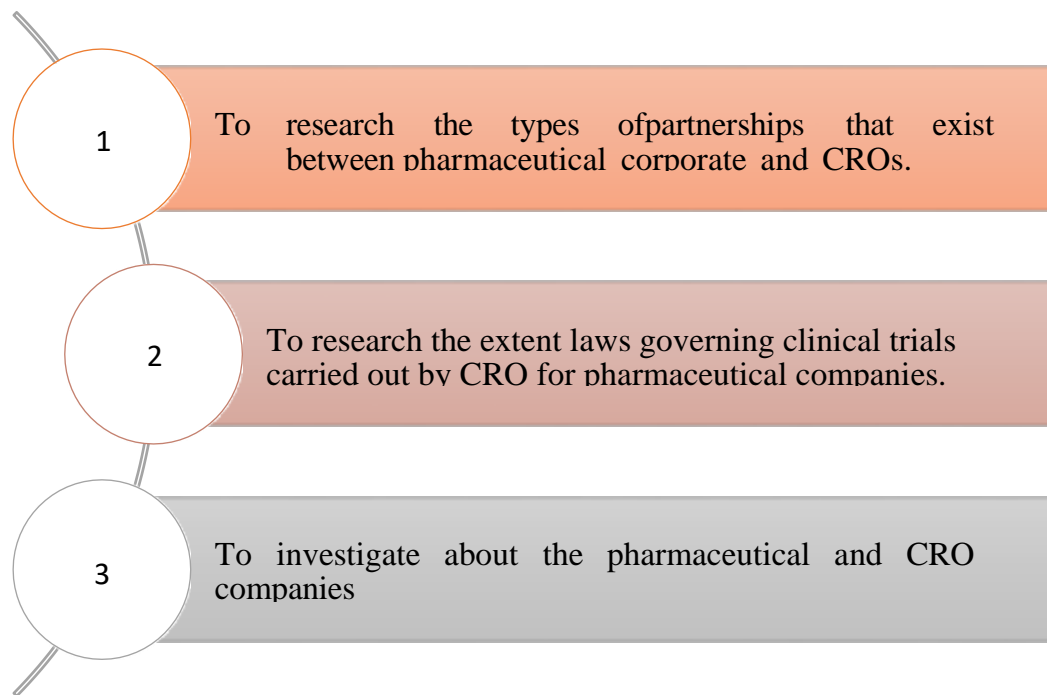 1
To research the types ofpartnerships that exist
between pharmaceutical corporate and CROs.
2
To research the extent laws governing clinical trials
carried out by CRO for pharmaceutical companies.
3
To investigate about the pharmaceutical and CRO
companies